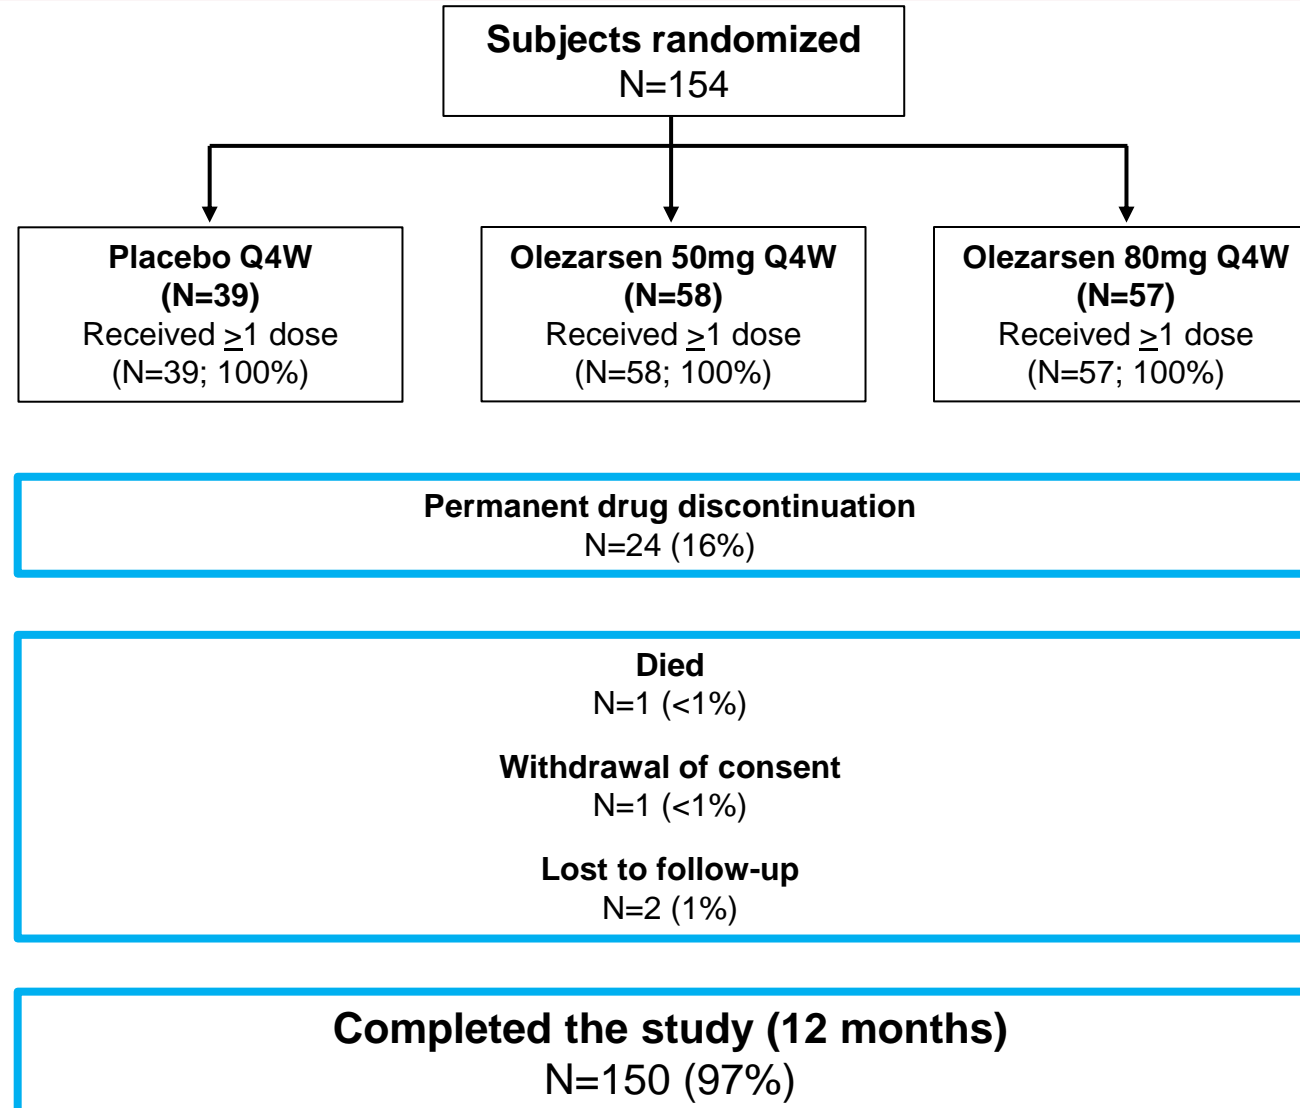 Subjects randomized
N=154
Placebo Q4W
(N=39)
Received ≥1 dose
(N=39; 100%)
Olezarsen 50mg Q4W
(N=58)
Received ≥1 dose
(N=58; 100%)
Olezarsen 80mg Q4W
(N=57)
Received ≥1 dose
(N=57; 100%)
Permanent drug discontinuation
N=24 (16%)
Died
N=1 (<1%)
Withdrawal of consent
N=1 (<1%)
Lost to follow-up
N=2 (1%)
Completed the study (12 months)
N=150 (97%)